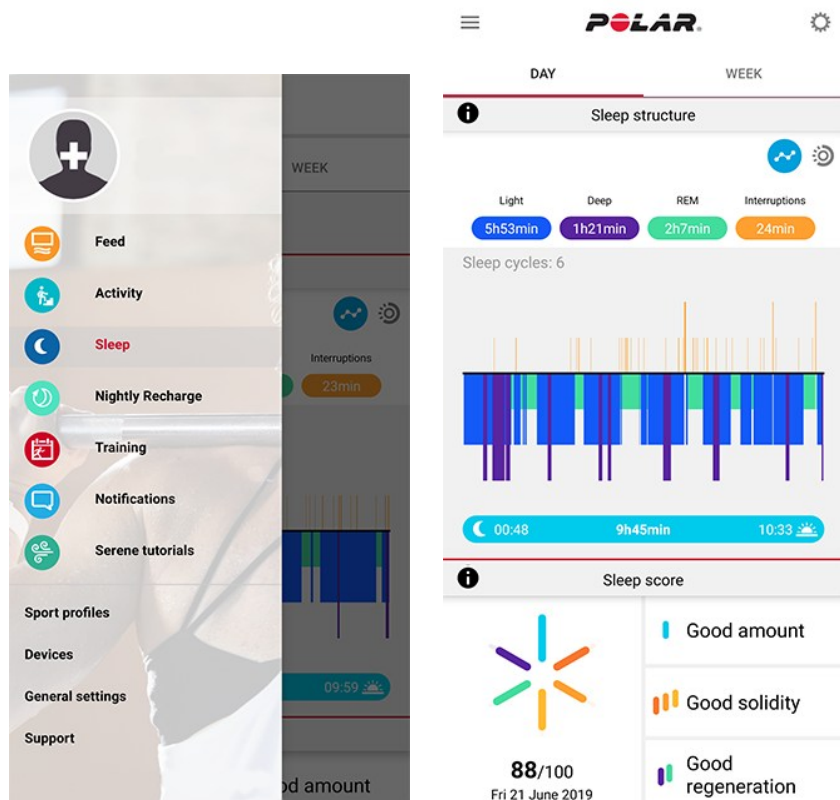 WEEK
Feed
Activity
Sleep
Interruptions
23min
Nightly Recharge
Training
Notifications
Serene tutorials
Sport profiles
Devices
General settings
09:59
Support
od amount
POLAR
DAY WEEK
Sleep structure
Light Deep REM Interruptions
5h53min 1h21min 2h7min 24min
Sleep cycles: 6
00:48 9h45min 10:33
Sleep score
Good amount
Good solidity
Good
regeneration
88/100
Fri 21 June 2019